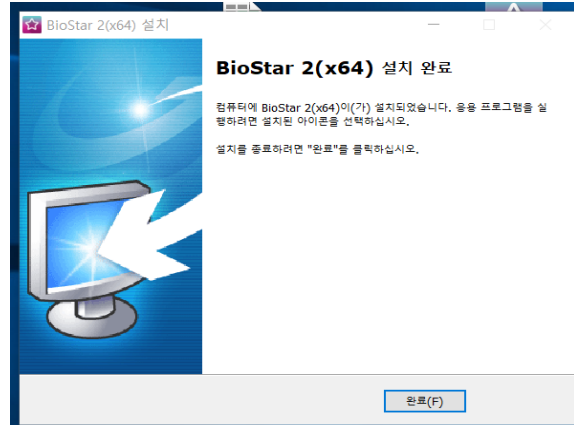 BioStar 2(x64) 설치
BioStar 2(x64) 설치 완료
컴퓨터에 BioStar 2(x64)이(가) 설치되었습니다. 응용 프로그램을 실
행하려면 설치된 아이콘을 선택하십시오.
설치를 종료하려면 "완료"를 클릭하십시오.
완료(F)